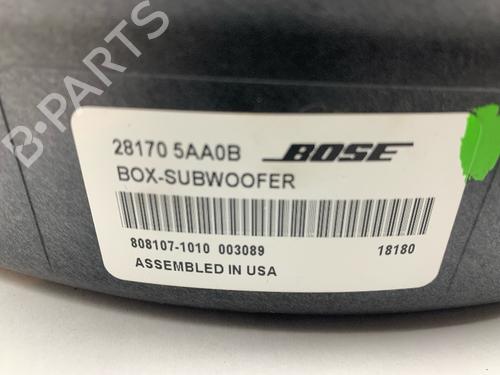 28170 5AA0B BOSE
BOX-SUBWOOFER
808107-1010 003089 18180
ASSEMBLED IN USA
B-PARTS